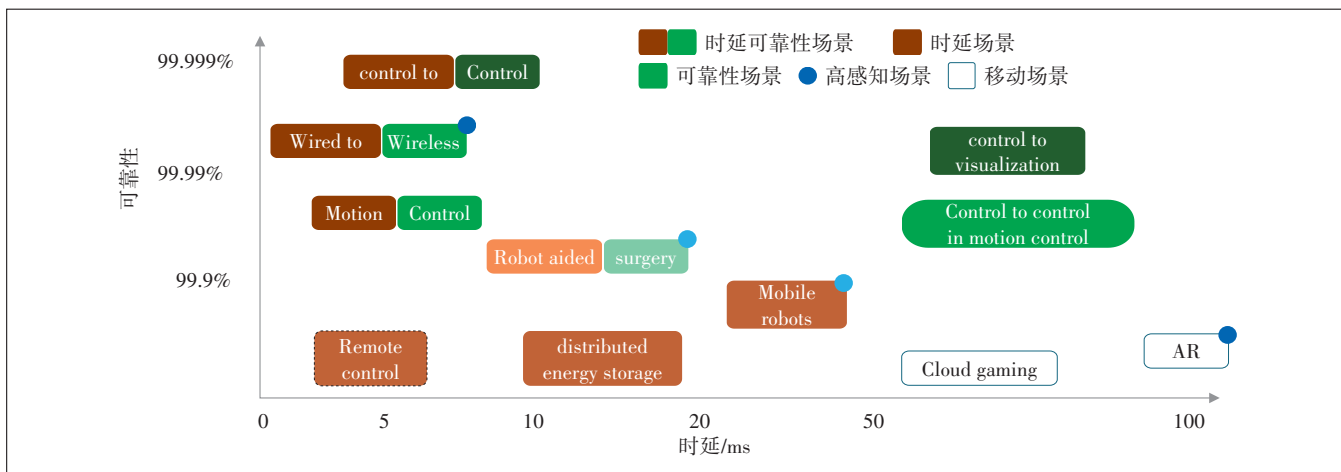 时延可靠性场景 时延场景
可靠性场景 高感知场景 移动场景
可靠性
99.999%
99.99%
99.9%
control to Control
Wired to Wireless
control to
visualization
Motion Control
Control to control
in motion control
Robot aided surgery
Mobile
robots
Remote
control
distributed
energy storage
Cloud gaming
AR
0 5 10 20 50 100
时延/ms